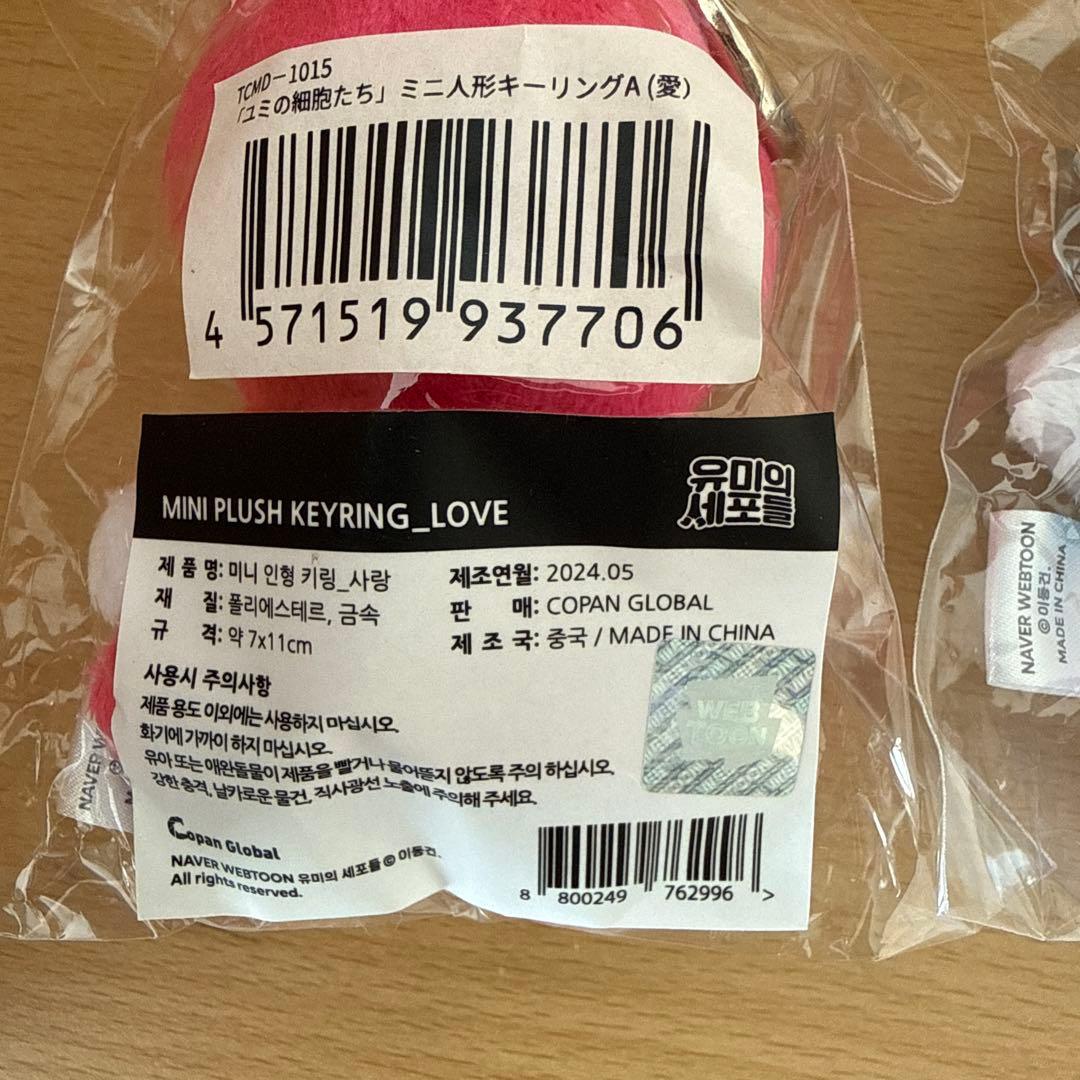 TCMD-1015
「ユミの細胞たち」ミニ人形キーリングA(愛)
4 571519 937706
MINI PLUSH KEYRING_LOVE
유미의
세포들
제 품 명: 미니 인형 키링_사랑
재 질: 폴리에스테르, 금속
규 격: 약 7x11cm
제조연월: 2024.05
판 매: COPAN GLOBAL
제 조 국: 중국 / MADE IN CHINA
사용시 주의사항
제품 용도 이외에는 사용하지 마십시오.
화기에 가까이 하지 마십시오.
유아 또는 애완돌물이 제품을 빨거나 물어뜯지 않도록 주의 하십시오.
강한 충격, 날카로운 물건, 직사광선 노출에 주의해 주세요.
WEB
TOON
Copan Global
NAVER WEBTOON 유미의 세포들 © 이동건.
All rights reserved.
8 800249 762996 >
NAVER W
NAVER WEBTOON
©이동건.
MADE IN CHINA